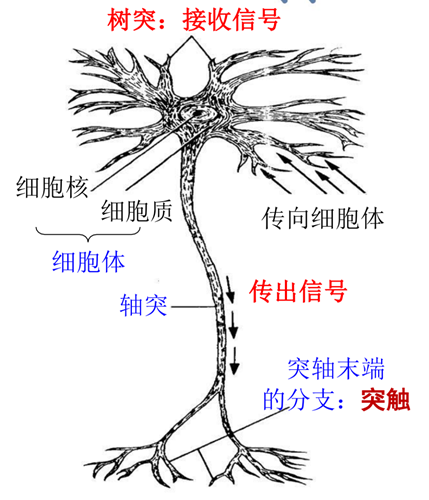 树突：接收信号
细胞核
细胞质
传向细胞体
细胞体
轴突
传出信号
突轴末端
的分支：突触